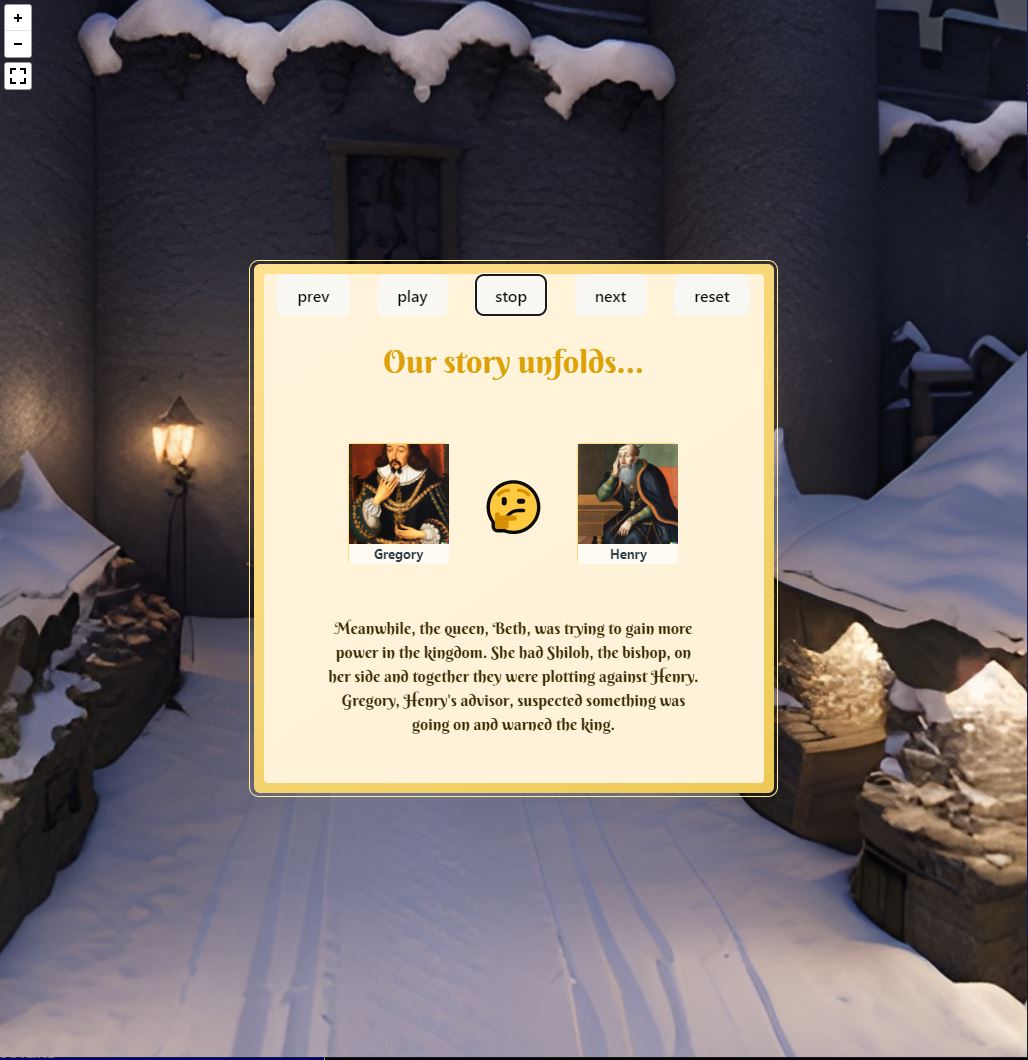 +
−
prev play stop next reset
Our story unfolds...
Gregory Henry
Meanwhile, the queen, Beth, was trying to gain more
power in the kingdom. She had Shiloh, the bishop, on
her side and together they were plotting against Henry.
Gregory, Henry's advisor, suspected something was
going on and warned the king.